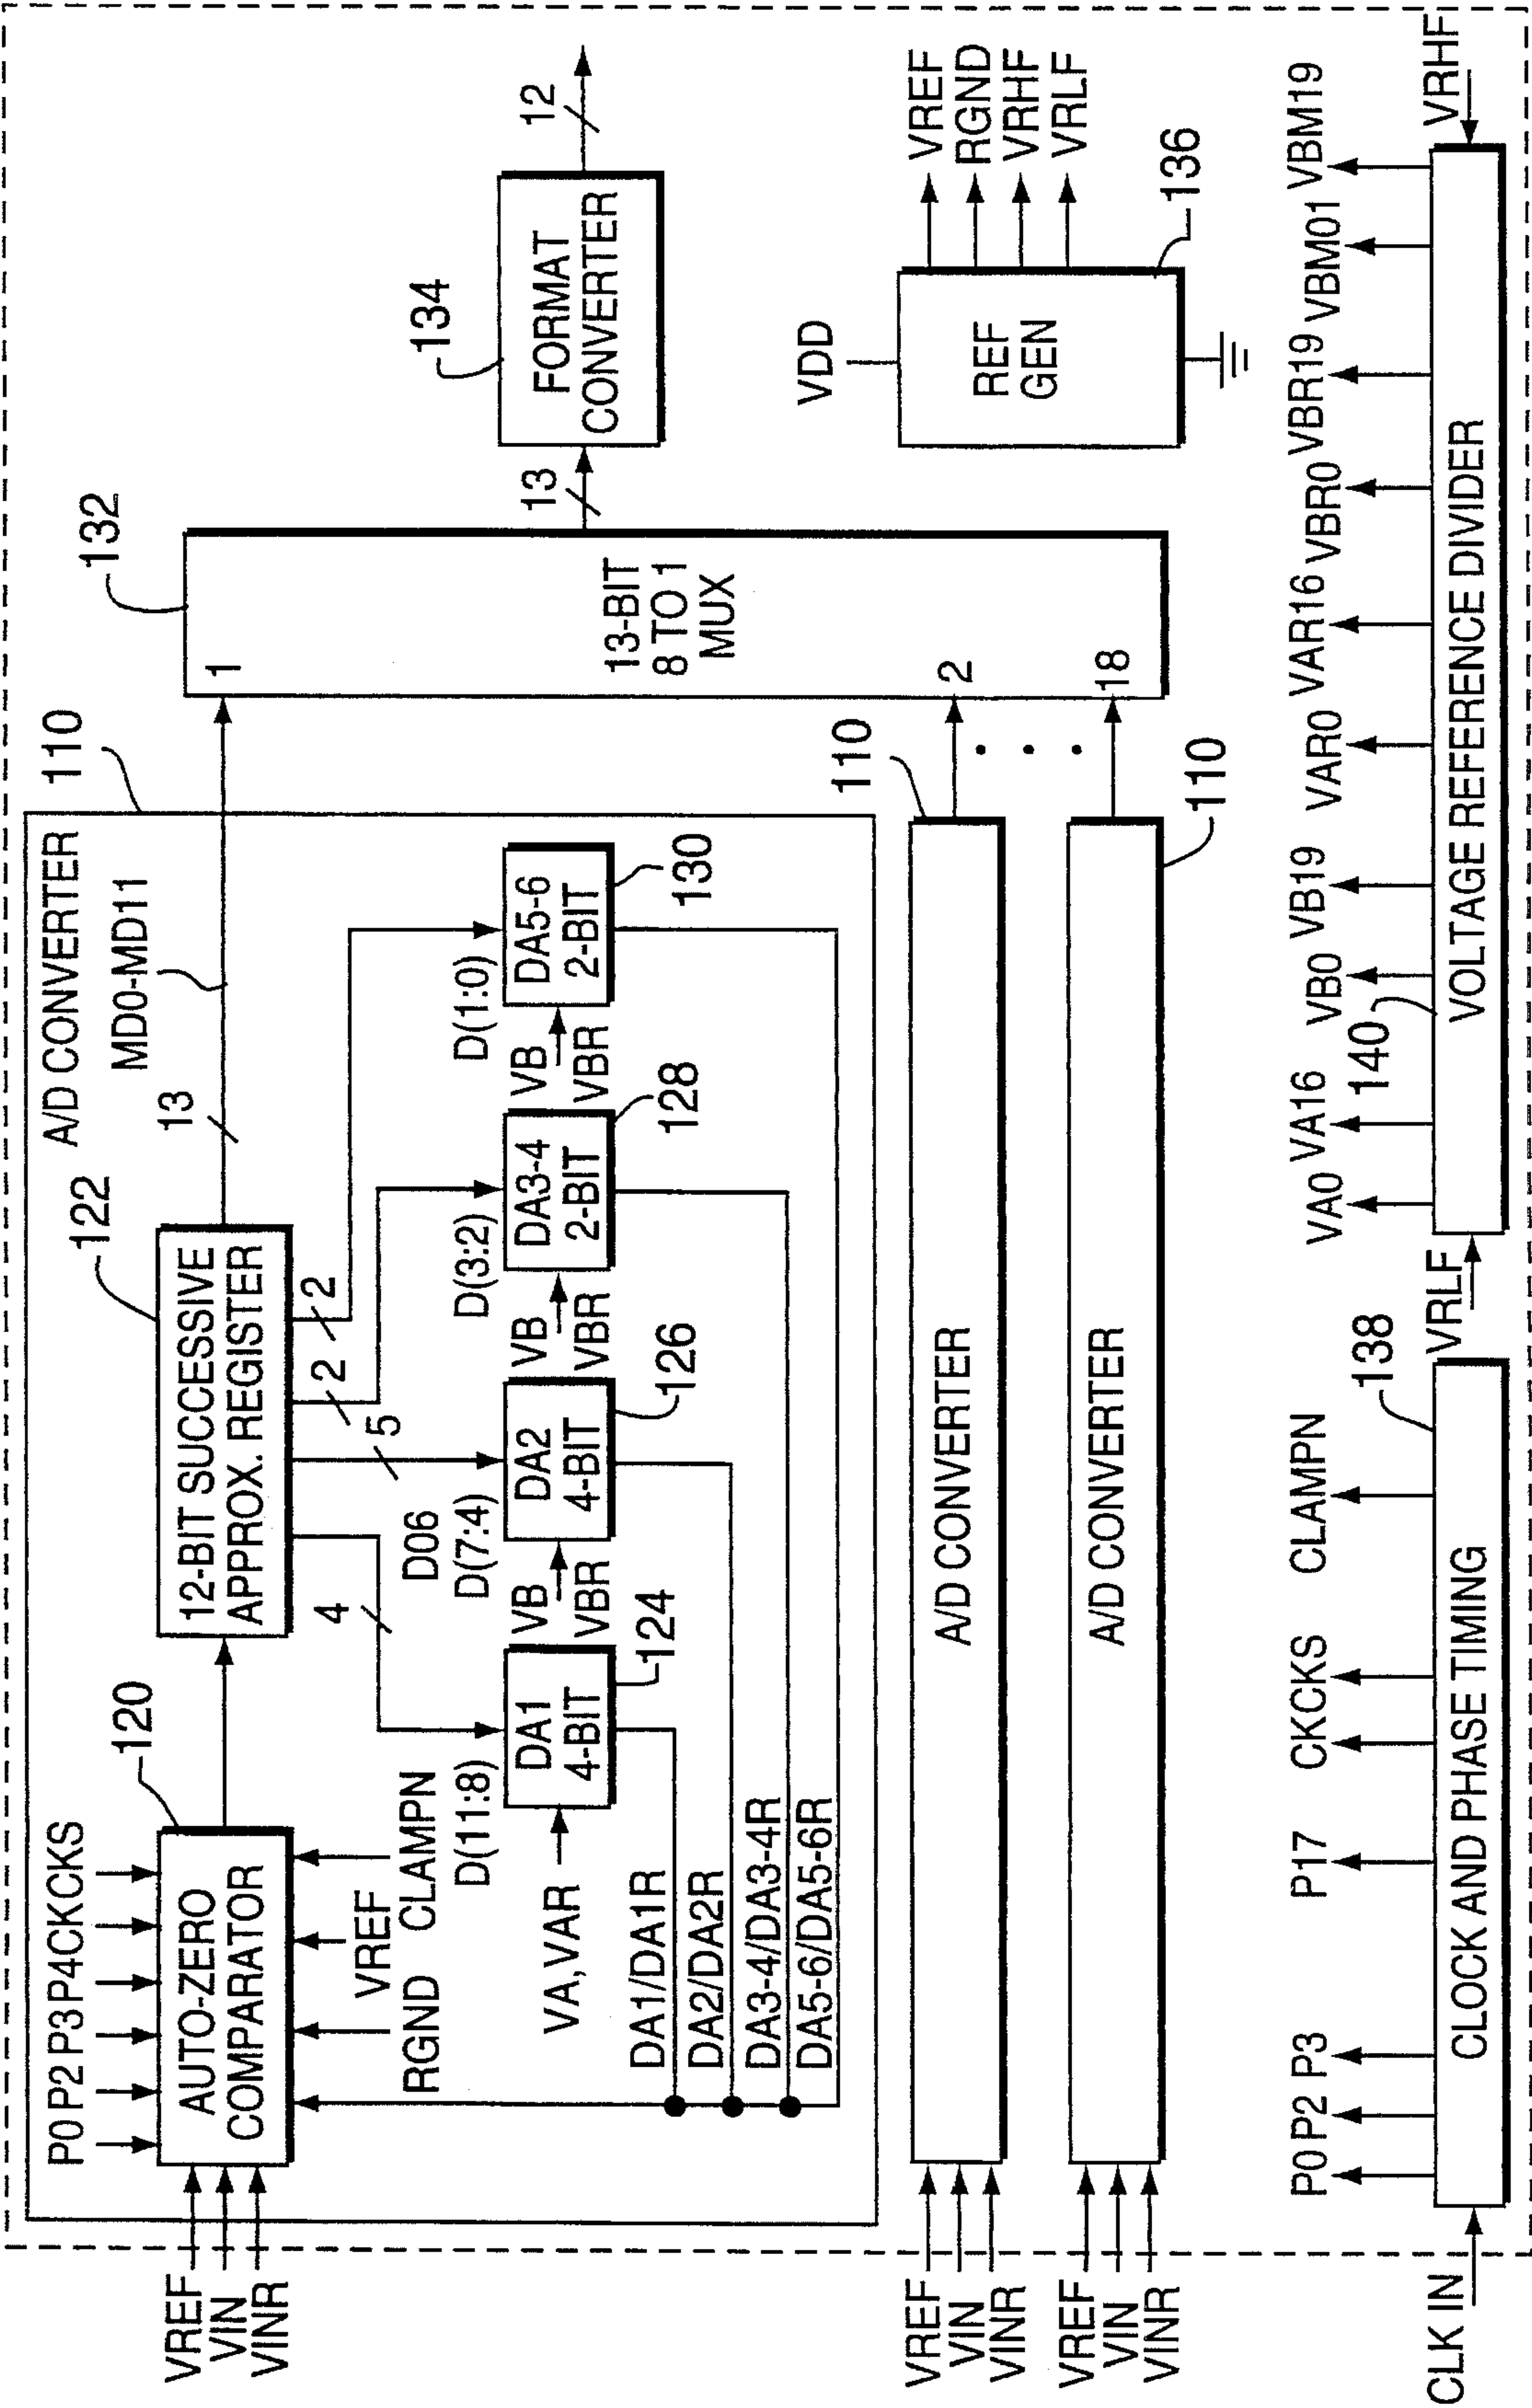 A/D CONVERTER
110
P0 P2 P3 P4 CKCKS
120
AUTO-ZERO
COMPARATOR
VREF
VIN
VINR
RGND
VREF
CLAMPN
122
12-BIT SUCCESSIVE
APPROX. REGISTER
13
MD0-MD11
4
5
2
2
D(11:8)
D06
D(7:4)
D(3:2)
D(1:0)
VA,VAR
DA1
4-BIT
124
VB
VBR
DA2
4-BIT
126
VB
VBR
DA3-4
2-BIT
128
VB
VBR
DA5-6
2-BIT
130
DA1/DA1R
DA2/DA2R
DA3-4/DA3-4R
DA5-6/DA5-6R
132
1
13-BIT
8 TO 1
MUX
2
18
13
134
FORMAT
CONVERTER
12
VREF
VIN
VINR
A/D CONVERTER
110
VREF
VIN
VINR
A/D CONVERTER
110
VDD
REF
GEN
136
VREF
RGND
VRHF
VRLF
P0 P2 P3 P17 CKCKS CLAMPN
138
CLK IN
CLOCK AND PHASE TIMING
VA0 VA16 VB0 VB19 VAR0 VAR16 VBR0 VBR19 VBM01 VBM19
140
VRLF
VOLTAGE REFERENCE DIVIDER
VRHF